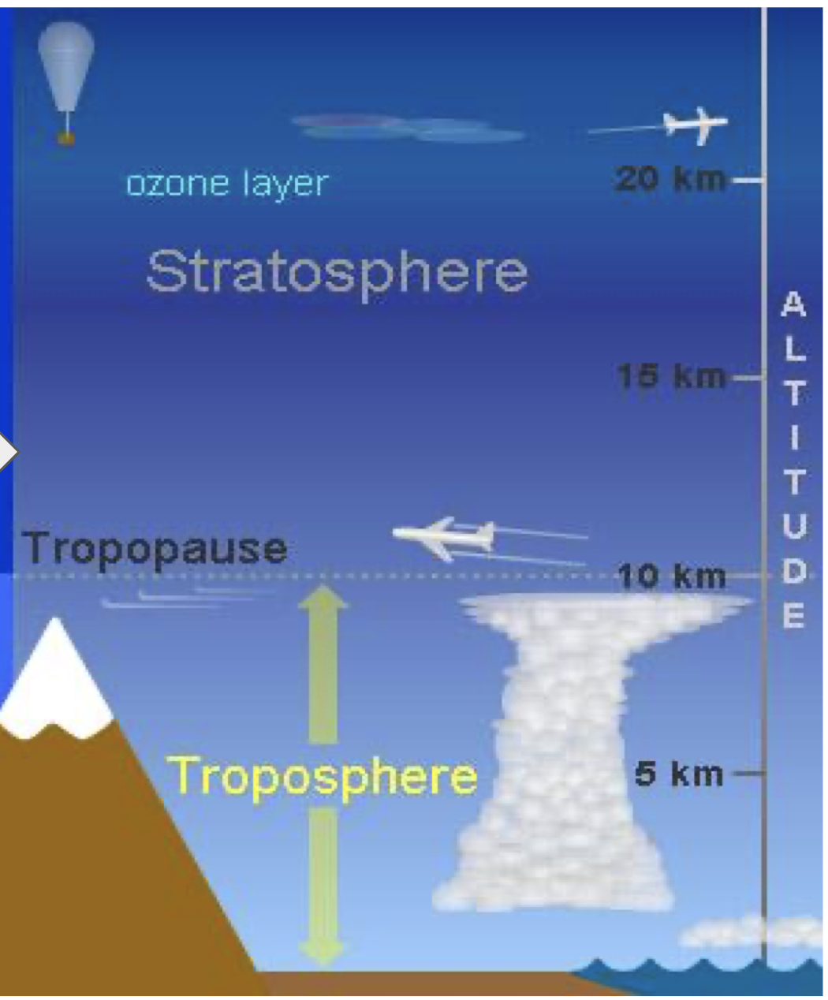 20 km
ozone layer
Stratosphere
15 km
ALTITUDE
Tropopause
10 km
Troposphere
5 km